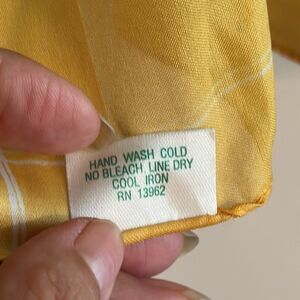 HAND WASH COLD
NO BLEACH, LINE DRY
COOL IRON
RN 13962